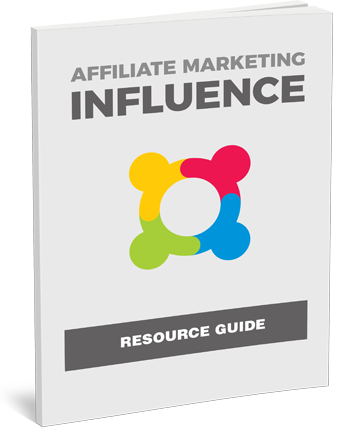 AFFILIATE MARKETING
INFLUENCE
RESOURCE GUIDE